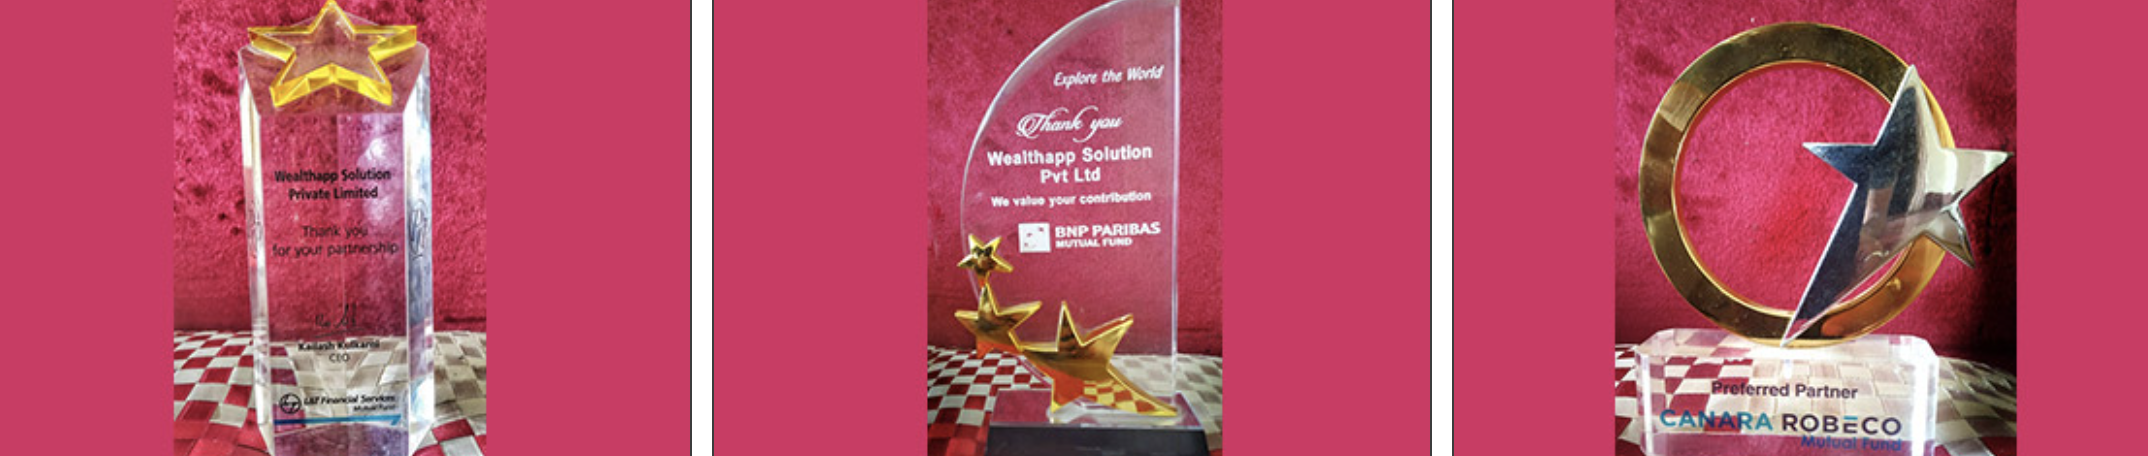 Wealthapp Solution
Private Limited
Thank you
for your partnership
Kailash Kulkarni
CEO
L&T Financial Services
Mutual Fund
Explore the World
Thank you
Wealthapp Solution
Pvt Ltd
We value your contribution
BNP PARIBAS
MUTUAL FUND
Preferred Partner
CANARA ROBECO
Mutual Fund